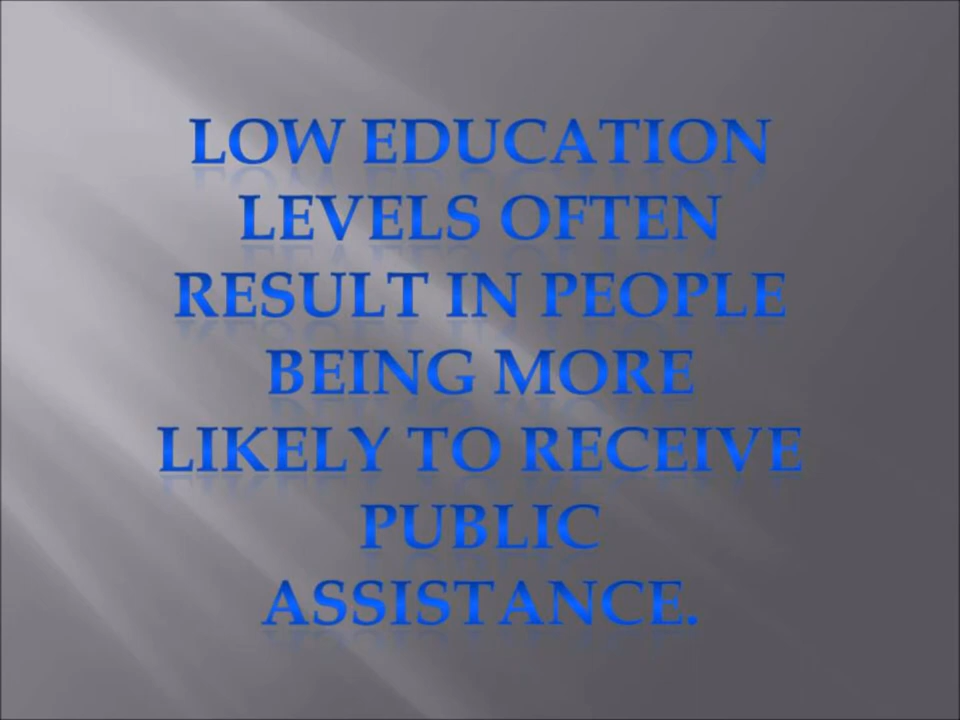 LOW EDUCATION
LEVELS OFTEN
RESULT IN PEOPLE
BEING MORE
LIKELY TO RECEIVE
PUBLIC
ASSISTANCE.